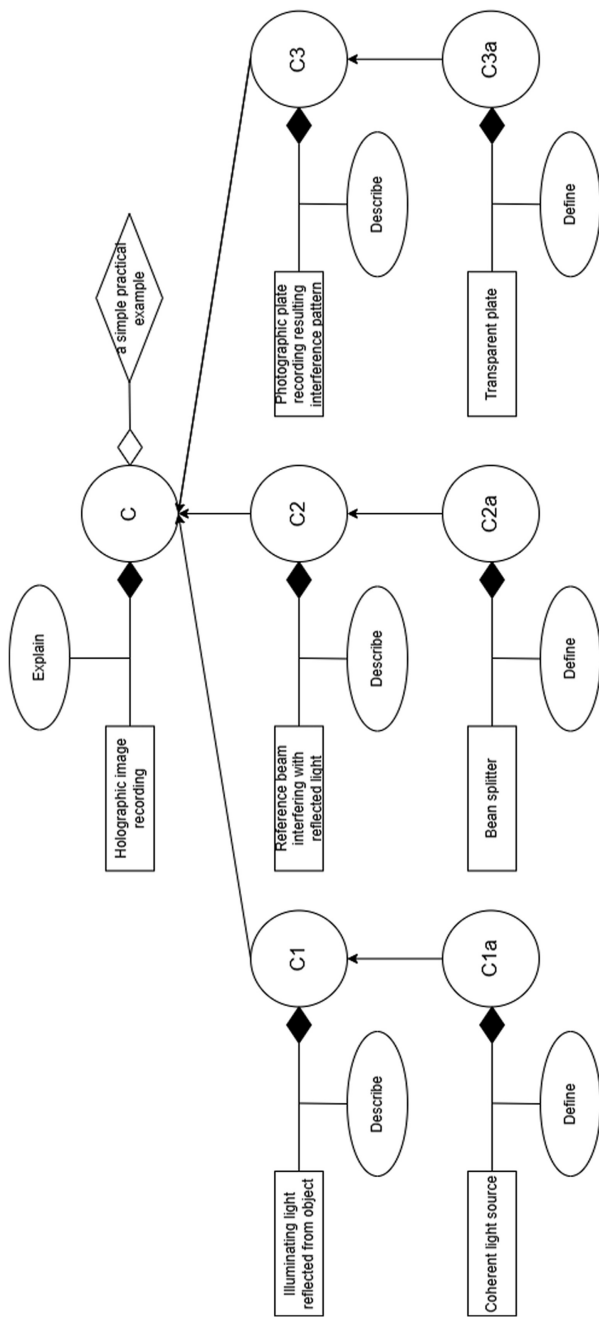 Explain
Holographic image
recording
C
a simple practical
example
Illuminating light
reflected from object
Describe
C1
Reference beam
interfering with
reflected light
Describe
C2
Photographic plate
recording resulting
interference pattern
Describe
C3
Coherent light source
Define
C1a
Bean splitter
Define
C2a
Transparent plate
Define
C3a